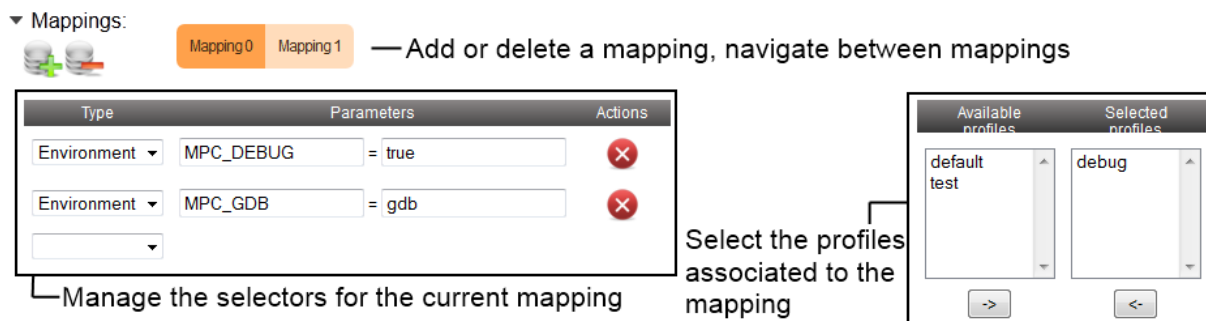 Mappings:
Mapping 0 Mapping 1 Add or delete a mapping, navigate between mappings
Type Parameters Actions
Environment MPC_DEBUG = true
Environment MPC_GDB = gdb
Manage the selectors for the current mapping
Available profiles Selected profiles
default debug
test
Select the profiles
associated to the
mapping
-> <-